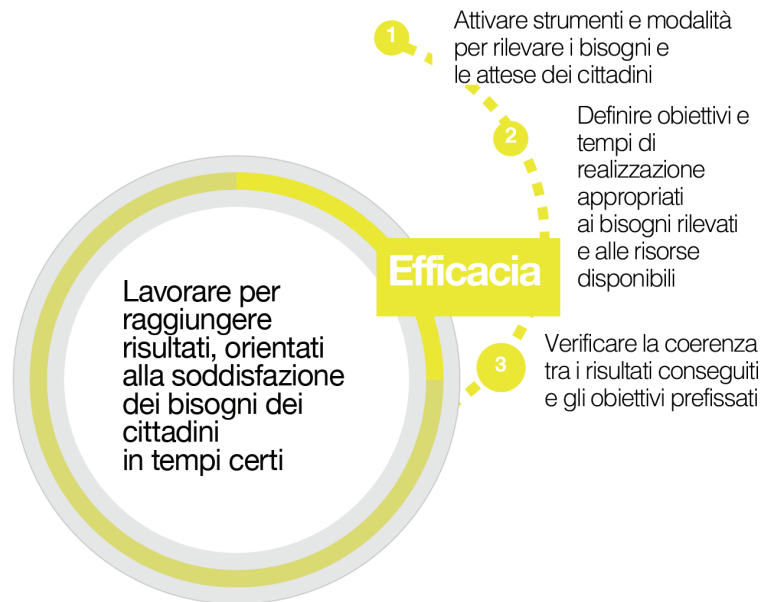 1
Attivare strumenti e modalità
per rilevare i bisogni e
le attese dei cittadini
2
Definire obiettivi e
tempi di
realizzazione
appropriati
ai bisogni rilevati
e alle risorse
disponibili
Efficacia
Lavorare per
raggiungere
risultati, orientati
alla soddisfazione
dei bisogni dei
cittadini
in tempi certi
3
Verificare la coerenza
tra i risultati conseguiti
e gli obiettivi prefissati